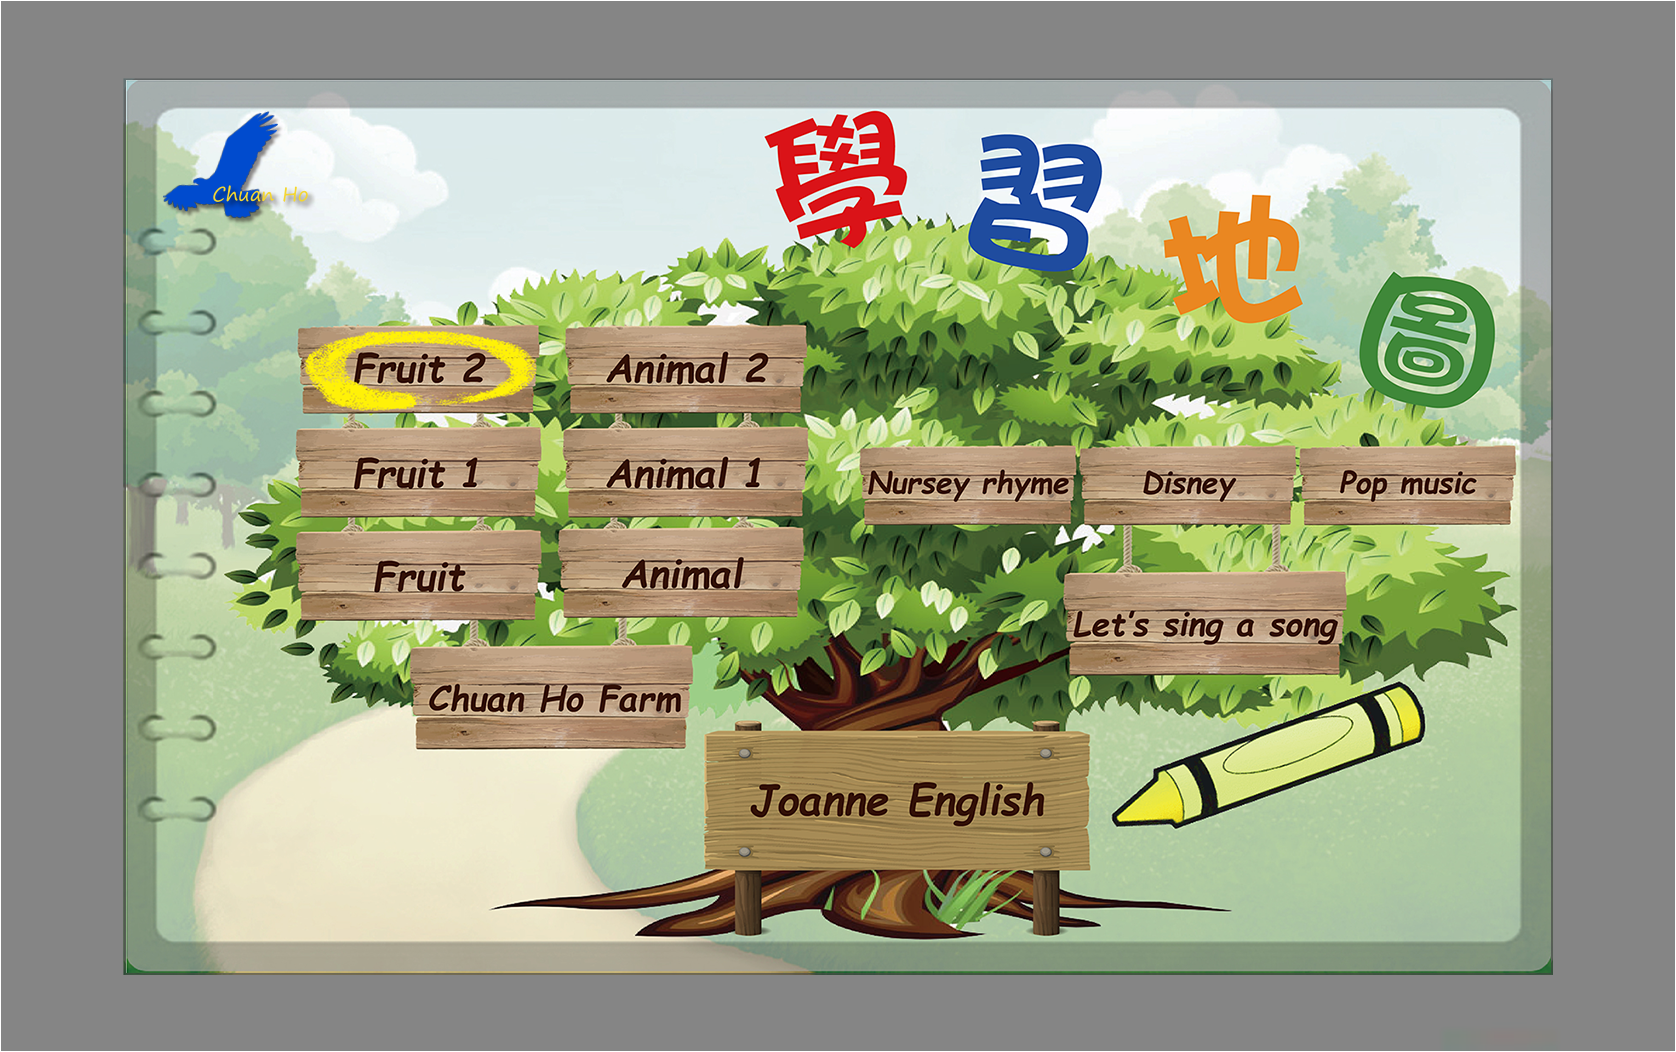 Chuan Ho
學習地圖
Fruit 2
Animal 2
Fruit 1
Animal 1
Nursey rhyme
Disney
Pop music
Fruit
Animal
Let's sing a song
Chuan Ho Farm
Joanne English